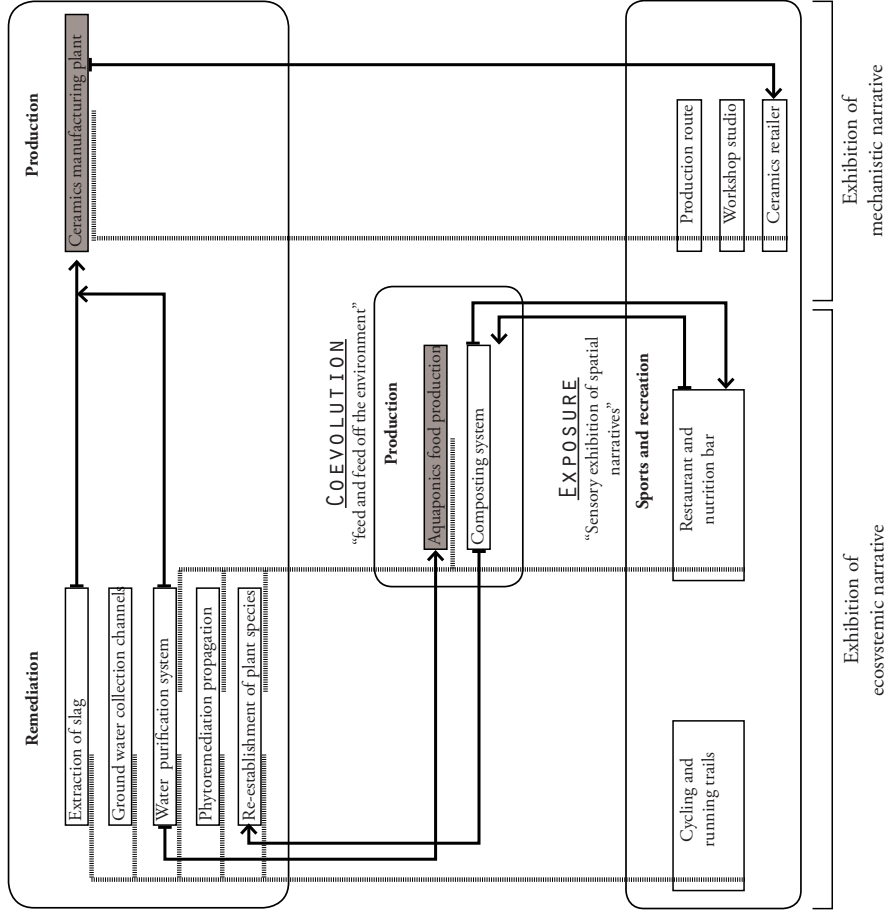 Remediation
Extraction of slag
Ground water collection channels
Water purification system
Phytoremediation propagation
Re-establishment of plant species
Production
Ceramics manufacturing plant
COEVOLUTION
“feed and feed off the environment”
Production
Aquaponics food production
Composting system
EXPOSURE
“Sensory exhibition of spatial
narratives”
Sports and recreation
Cycling and
running trails
Restaurant and
nutrition bar
Production route
Workshop studio
Ceramics retailer
Exhibition of
ecosystemic narrative
Exhibition of
mechanistic narrative